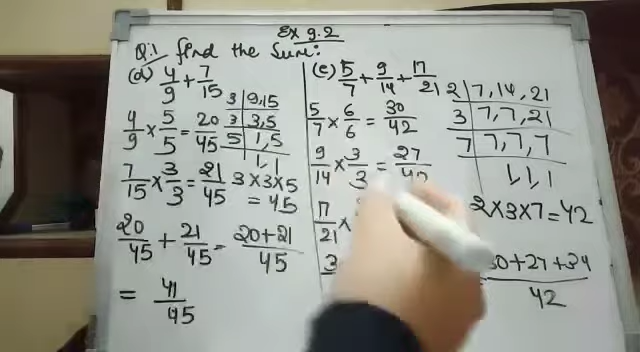 Ex 9.2
Q.1 find the Sum:
(d) 4/9 + 7/15
3 | 9,15
3 | 3,5
5 | 1,5
1,1
4/9 × 5/5 = 20/45
7/15 × 3/3 = 21/45
3×3×5
= 45
20/45 + 21/45 = 20+21/45
= 41/45
(e) 5/7 + 9/14 + 17/21
2 | 7,14,21
3 | 7,7,21
7 | 7,7,7
1,1,1
5/7 × 6/6 = 30/42
9/14 × 3/3 = 27/42
2×3×7=42
17/21 ×
+27+34/42